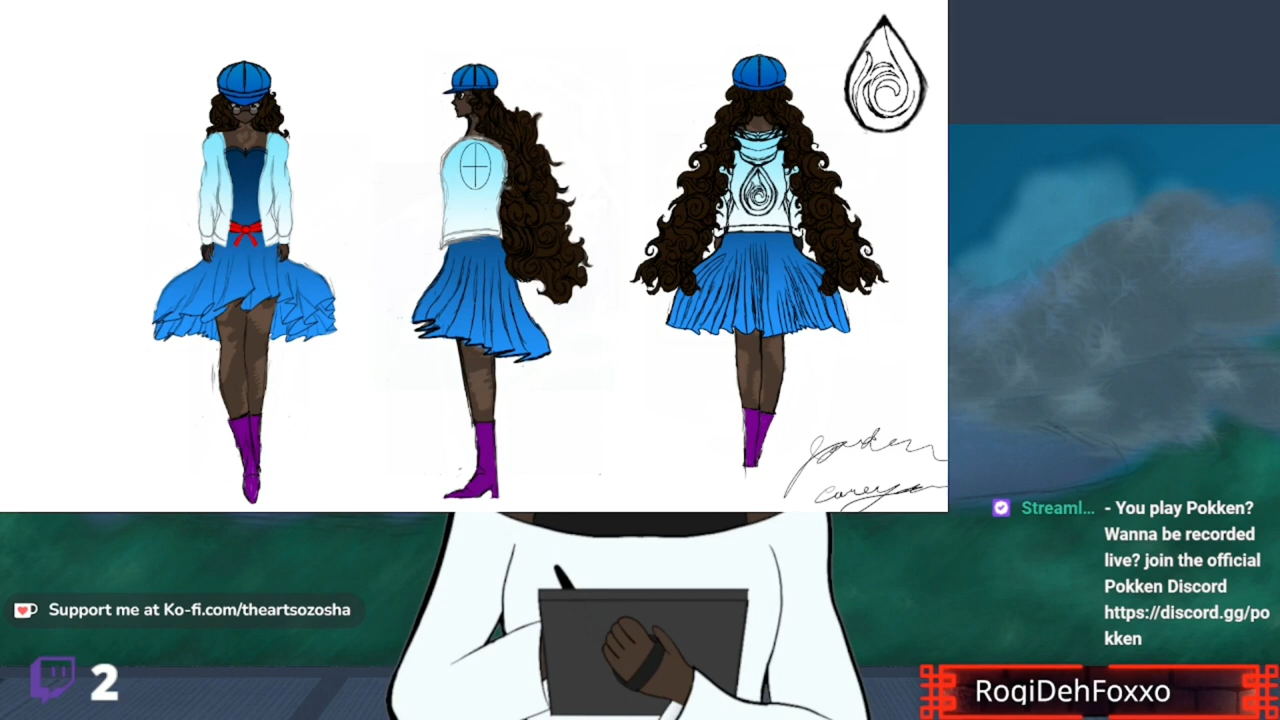 Streaml... - You play Pokken?
Wanna be recorded
live? join the official
Pokken Discord
https://discord.gg/po
kken
Support me at Ko-fi.com/theartsozosha
2
RoqiDehFoxxo